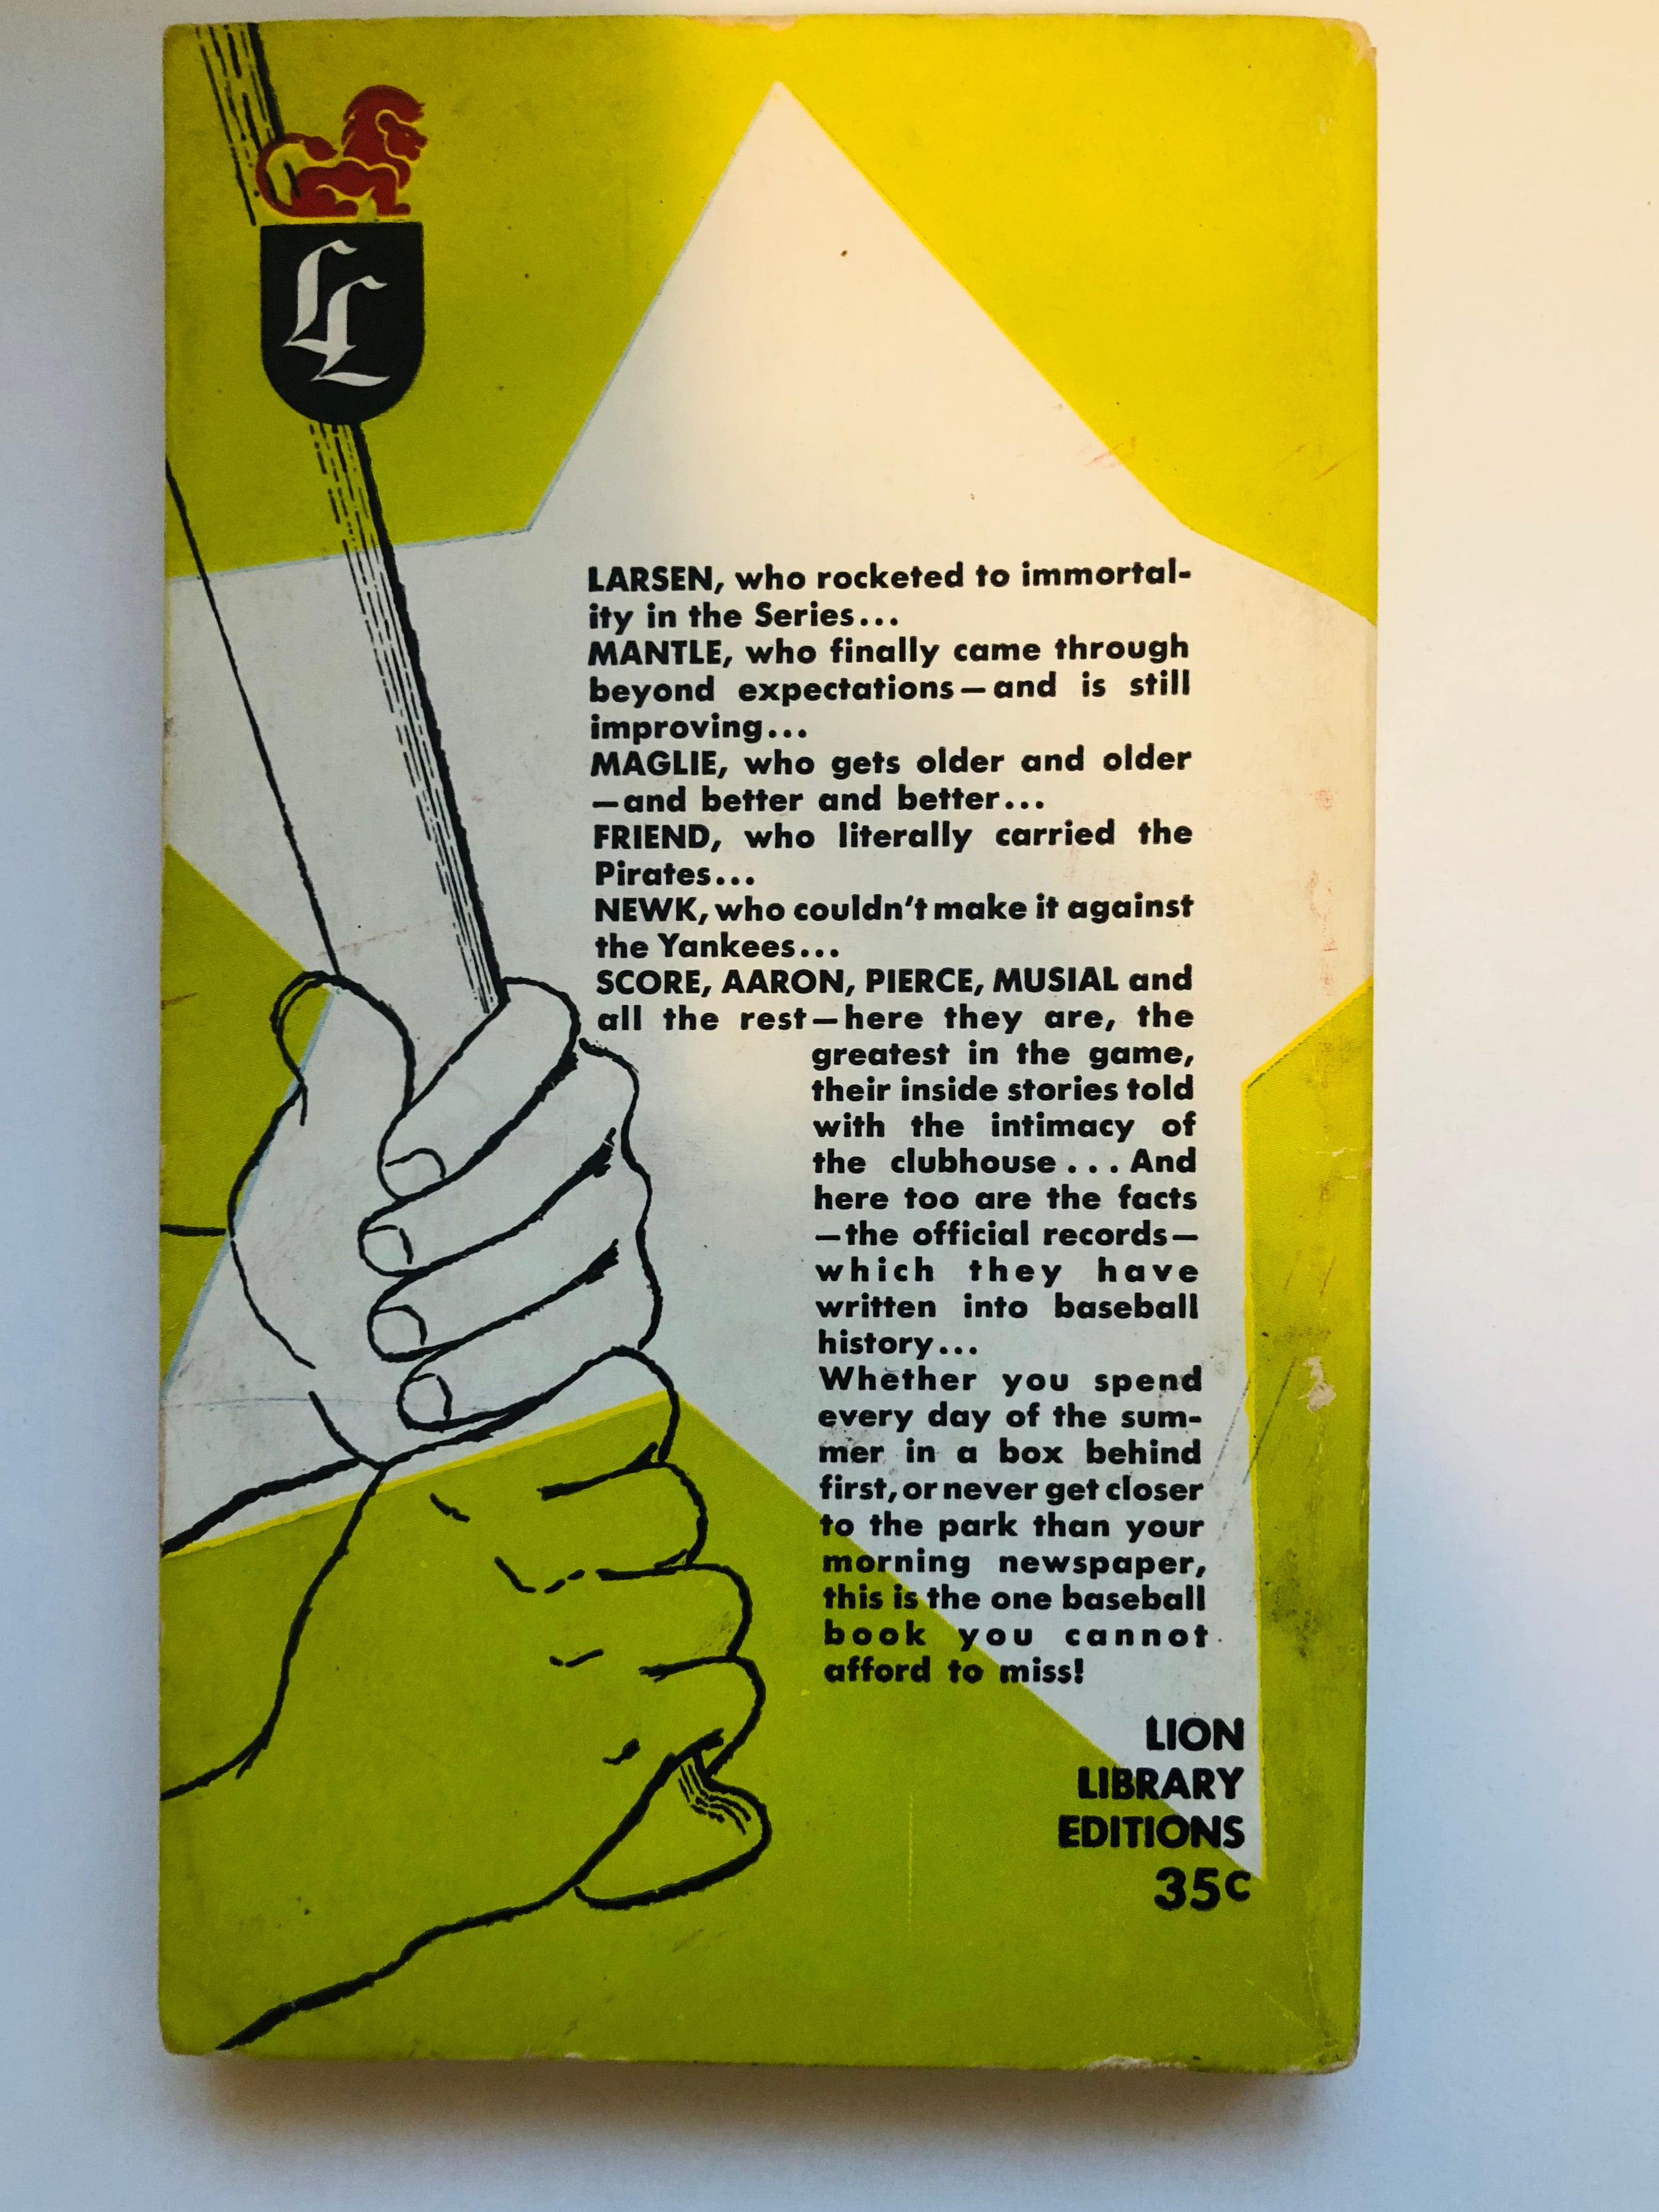 LL
LARSEN, who rocketed to immortal-
ity in the Series...
MANTLE, who finally came through
beyond expectations—and is still
improving...
MAGLIE, who gets older and older
—and better and better...
FRIEND, who literally carried the
Pirates...
NEWK, who couldn't make it against
the Yankees...
SCORE, AARON, PIERCE, MUSIAL and
all the rest—here they are, the
greatest in the game,
their inside stories told
with the intimacy of
the clubhouse... And
here too are the facts
—the official records—
which they have
written into baseball
history...
Whether you spend
every day of the sum-
mer in a box behind
first, or never get closer
to the park than your
morning newspaper,
this is the one baseball
book you cannot
afford to miss!
LION
LIBRARY
EDITIONS
35c